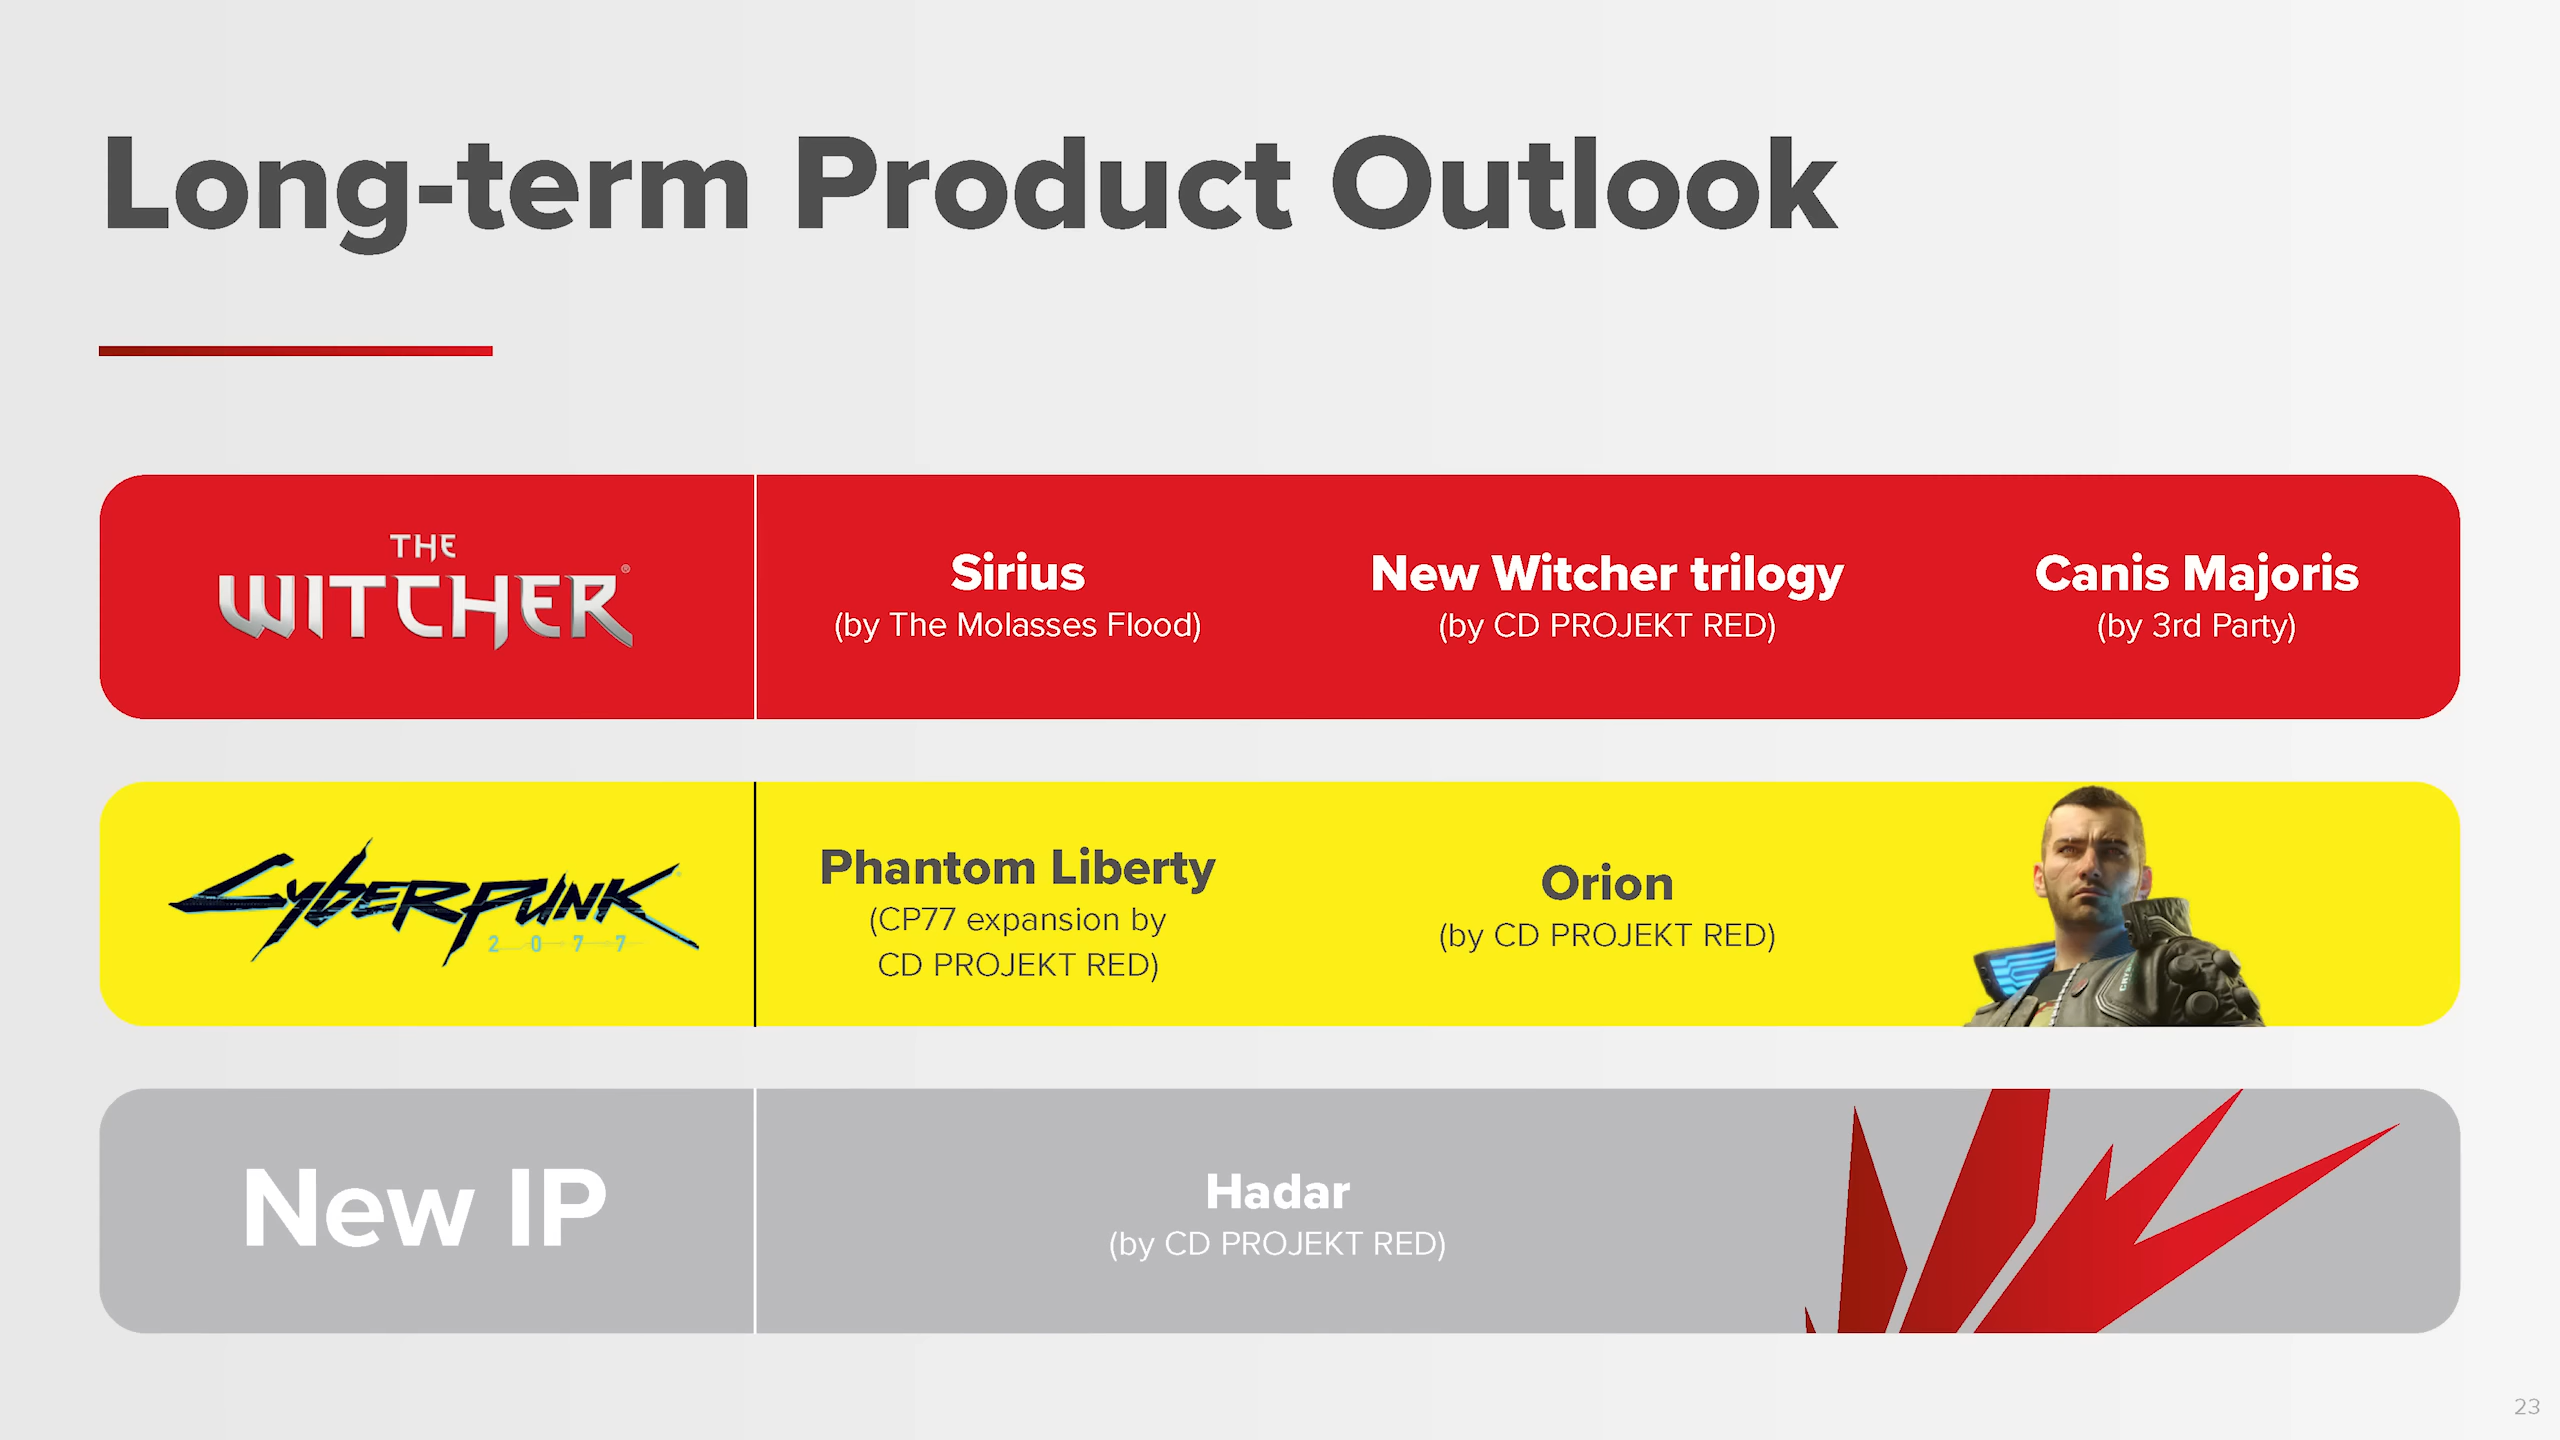 Long-term Product Outlook
THE
WITCHER®
Sirius
(by The Molasses Flood)
New Witcher trilogy
(by CD PROJEKT RED)
Canis Majoris
(by 3rd Party)
CYBERPUNK
2077
Phantom Liberty
(CP77 expansion by
CD PROJEKT RED)
Orion
(by CD PROJEKT RED)
New IP
Hadar
(by CD PROJEKT RED)
23